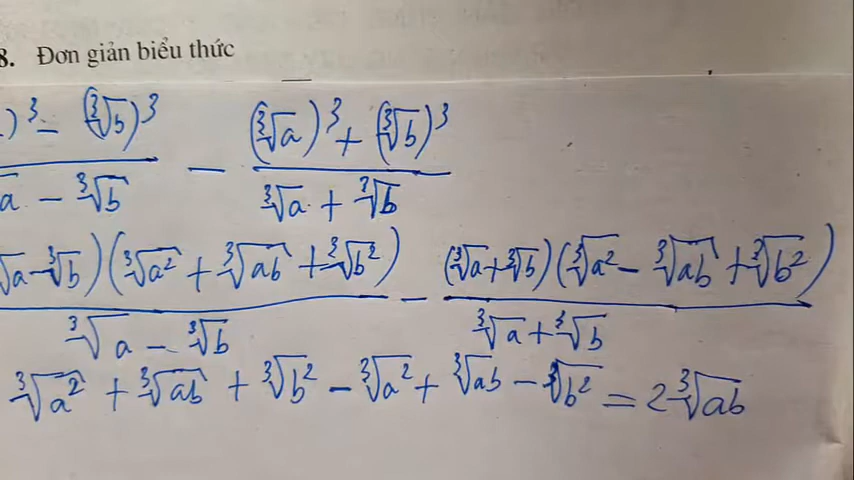 8. Đơn giản biểu thức
)³ - (∛b)³ / a - ∛b - (∛a)³ + (∛b)³ / ∛a + ∛b
√a - ∛b)(∛a² + ∛ab + ∛b²) / ∛a - ∛b - (∛a + ∛b)(∛a² - ∛ab + ∛b²) / ∛a + ∛b
∛a² + ∛ab + ∛b² - ∛a² + ∛ab - ∛b² = 2∛ab